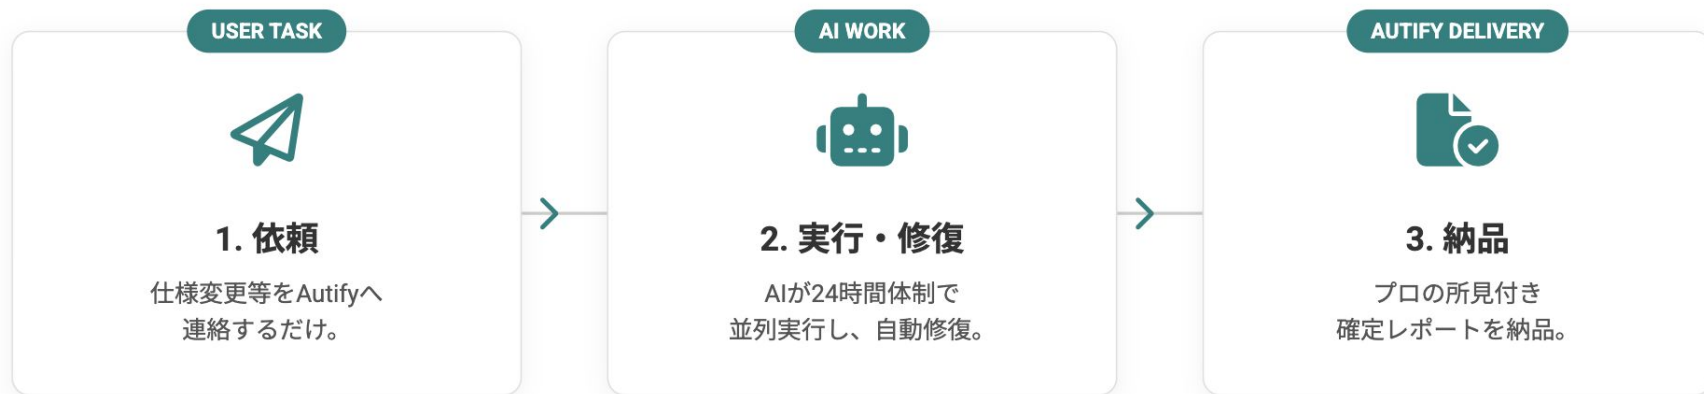 USER TASK
1. 依頼
仕様変更等をAutifyへ
連絡するだけ。
AI WORK
2. 実行・修復
AIが24時間体制で
並列実行し、自動修復。
AUTIFY DELIVERY
3. 納品
プロの所見付き
確定レポートを納品。